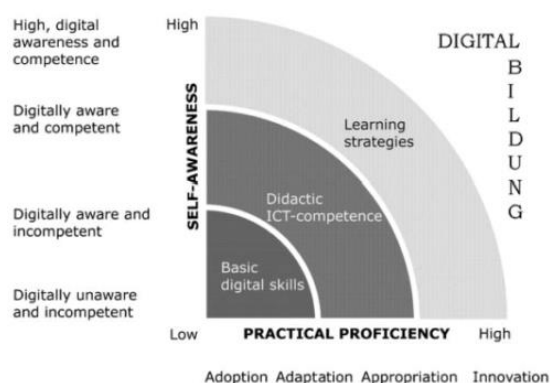 High, digital
awareness and
competence
High
DIGITAL
BILDUNG
Digitally aware
and competent
SELF-AWARENESS
Learning
strategies
Didactic
ICT-competence
Digitally aware and
incompetent
Basic
digital skills
Digitally unaware
and incompetent
Low
PRACTICAL PROFICIENCY
High
Adoption Adaptation Appropriation Innovation